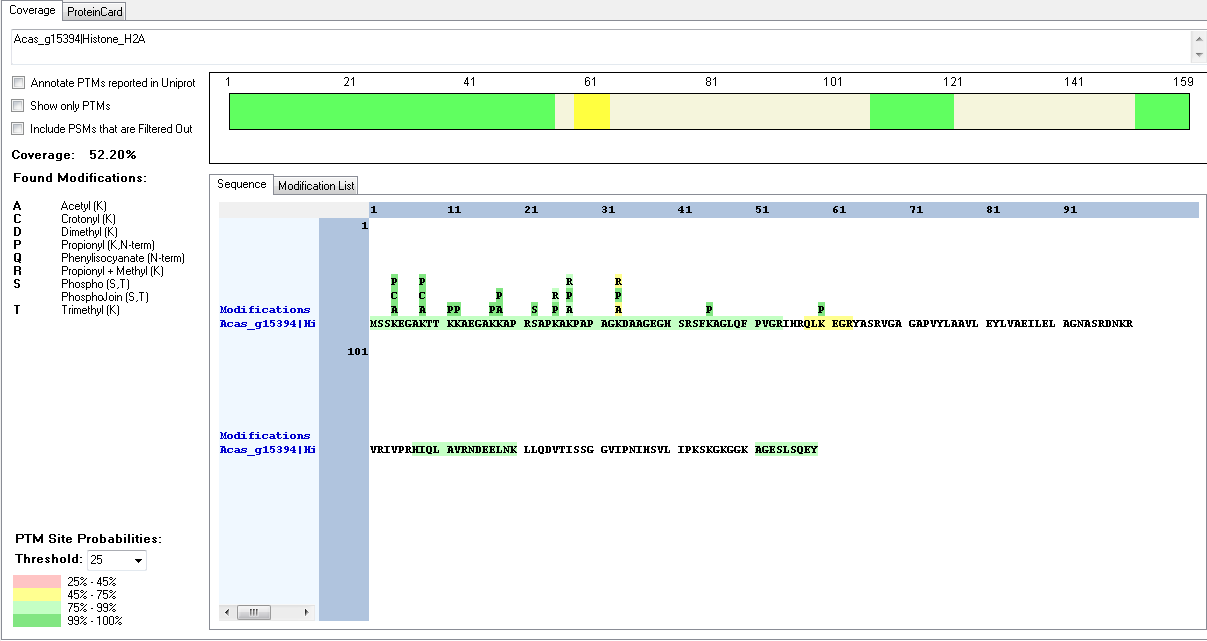 Coverage ProteinCard
Acas_g15394|Histone_H2A
Annotate PTMs reported in Uniprot
Show only PTMs
Include PSMs that are Filtered Out
Coverage: 52.20%
1 21 41 61 81 101 121 141 159
Found Modifications:
A Acetyl (K)
C Crotonyl (K)
D Dimethyl (K)
P Propionyl (K,N-term)
Q Phenylisocyanate (N-term)
R Propionyl + Methyl (K)
S Phospho (S,T)
PhosphoJoin (S,T)
T Trimethyl (K)
Sequence Modification List
1 11 21 31 41 51 61 71 81 91
1
P P R R
C C P R P P
Modifications A A PP PA S P A A P P
Acas_g15394|Hi MSSKEGAKTT KKAEGAKKAP RSAPKAKPAP AGKDAAGEGH SRSFKAGLQF PVGRIHRQLK EGRYASRVGA GAPVYLAAVL EYLVAEILEL AGNASRDNKR
101
Modifications
Acas_g15394|Hi VRIVPRHIQL AVRNDEELNK LLQDVTISSG GVIPNIHSVL IPKSKGKGGK AGESLSQEY
PTM Site Probabilities:
Threshold: 25
25% - 45%
45% - 75%
75% - 99%
99% - 100%